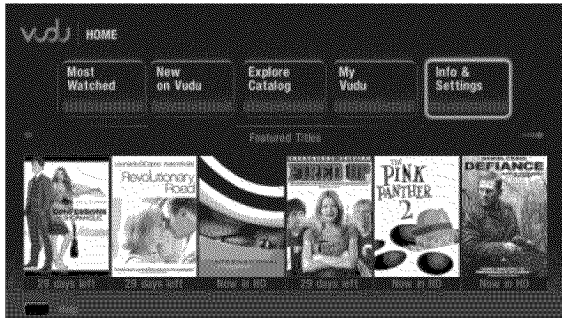 vudu HOME
Most Watched
New on Vudu
Explore Catalog
My Vudu
Info & Settings
Featured Titles
Revolutionary Road
THE PINK PANTHER 2
DEFIANCE
29 days left
29 days left
Now in HD
29 days left
Now in HD
Now in HD